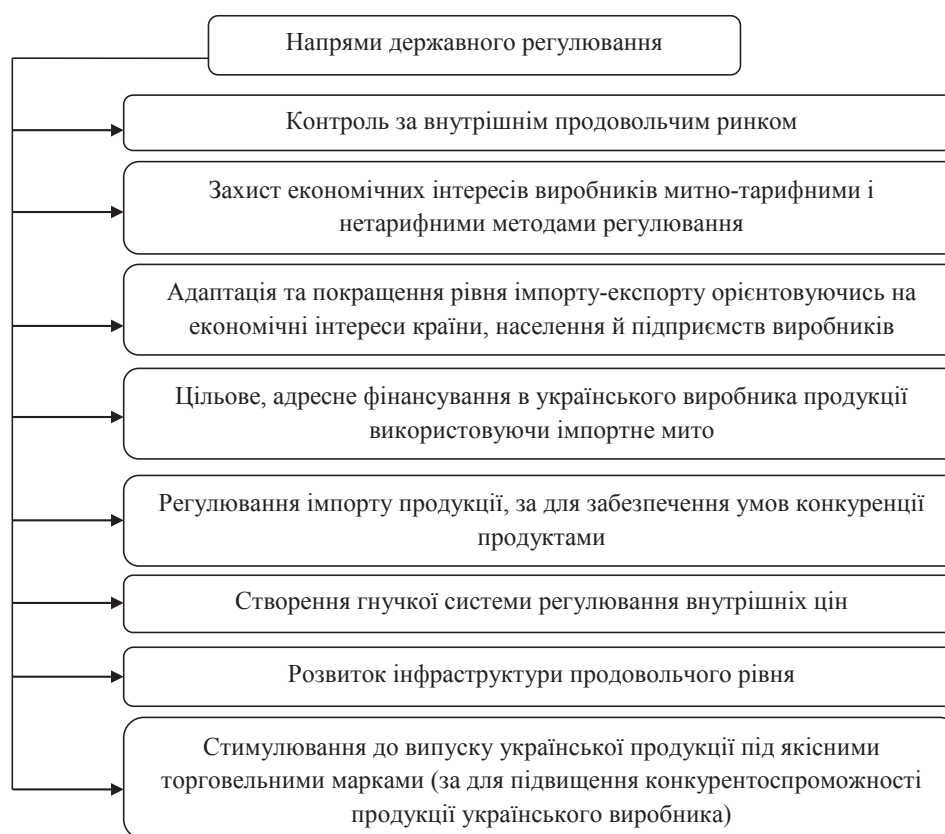 Напрями державного регулювання
Контроль за внутрішнім продовольчим ринком
Захист економічних інтересів виробників митно-тарифними і
нетарифними методами регулювання
Адаптація та покращення рівня імпорту-експорту орієнтовуючись на
економічні інтереси країни, населення й підприємств виробників
Цільове, адресне фінансування в українського виробника продукції
використовуючи імпортне мито
Регулювання імпорту продукції, за для забезпечення умов конкуренції
продуктами
Створення гнучкої системи регулювання внутрішніх цін
Розвиток інфраструктури продовольчого рівня
Стимулювання до випуску української продукції під якісними
торговельними марками (за для підвищення конкурентоспроможності
продукції українського виробника)